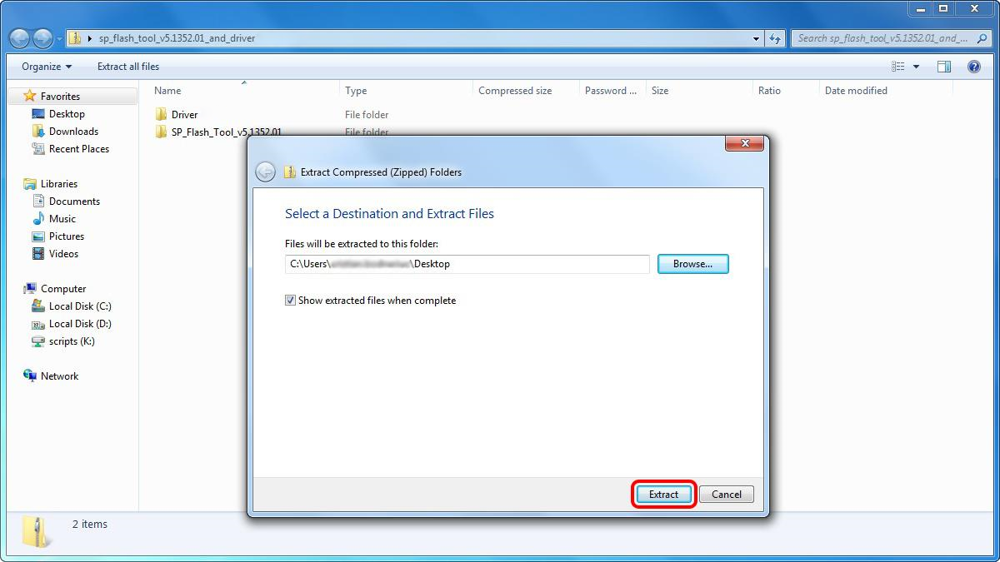 sp_flash_tool_v5.1352.01_and_driver
Search sp_flash_tool_v5.1352.01_and_...
Organize
Extract all files
Name
Type
Compressed size
Password ...
Size
Ratio
Date modified
Favorites
Desktop
Downloads
Recent Places
Libraries
Documents
Music
Pictures
Videos
Computer
Local Disk (C:)
Local Disk (D:)
scripts (K:)
Network
Driver
File folder
SP_Flash_Tool_v5.1352.01
File folder
Extract Compressed (Zipped) Folders
Select a Destination and Extract Files
Files will be extracted to this folder:
C:\Users\ \Desktop
Browse...
Show extracted files when complete
Extract
Cancel
2 items